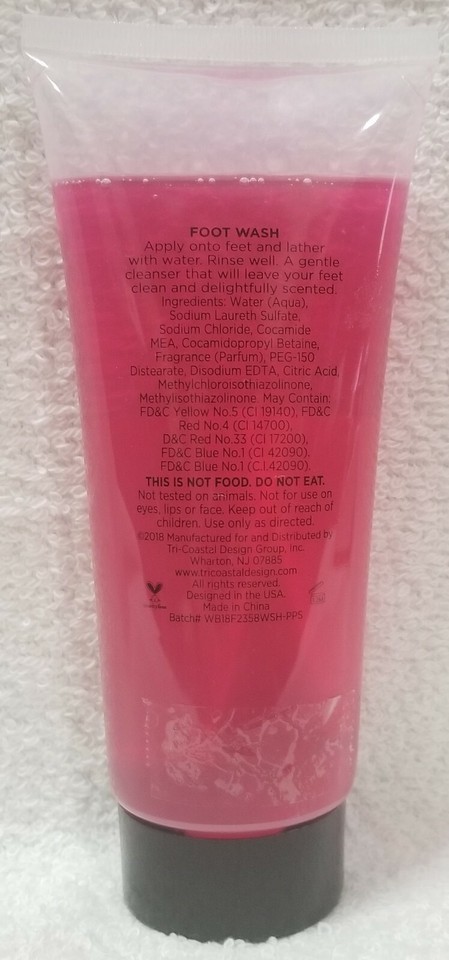 FOOT WASH
Apply onto feet and lather
with water. Rinse well. A gentle
cleanser that will leave your feet
clean and delightfully scented.
Ingredients: Water (Aqua),
Sodium Laureth Sulfate,
Sodium Chloride, Cocamide
MEA, Cocamidopropyl Betaine,
Fragrance (Parfum), PEG-150
Distearate, Disodium EDTA, Citric Acid,
Methylchloroisothiazolinone,
Methylisothiazolinone. May Contain:
FD&C Yellow No.5 (CI 19140), FD&C
Red No.4 (CI 14700),
D&C Red No.33 (CI 17200),
FD&C Blue No.1 (CI 42090),
FD&C Blue No.1 (C.I.42090).
THIS IS NOT FOOD. DO NOT EAT.
Not tested on animals. Not for use on
eyes, lips or face. Keep out of reach of
children. Use only as directed.
©2018 Manufactured for and Distributed by
Tri-Coastal Design Group, Inc.
Wharton, NJ 07885
www.tricoastaldesign.com
All rights reserved.
Designed in the USA.
Made in China
Batch# WB18F2358WSH-PPS